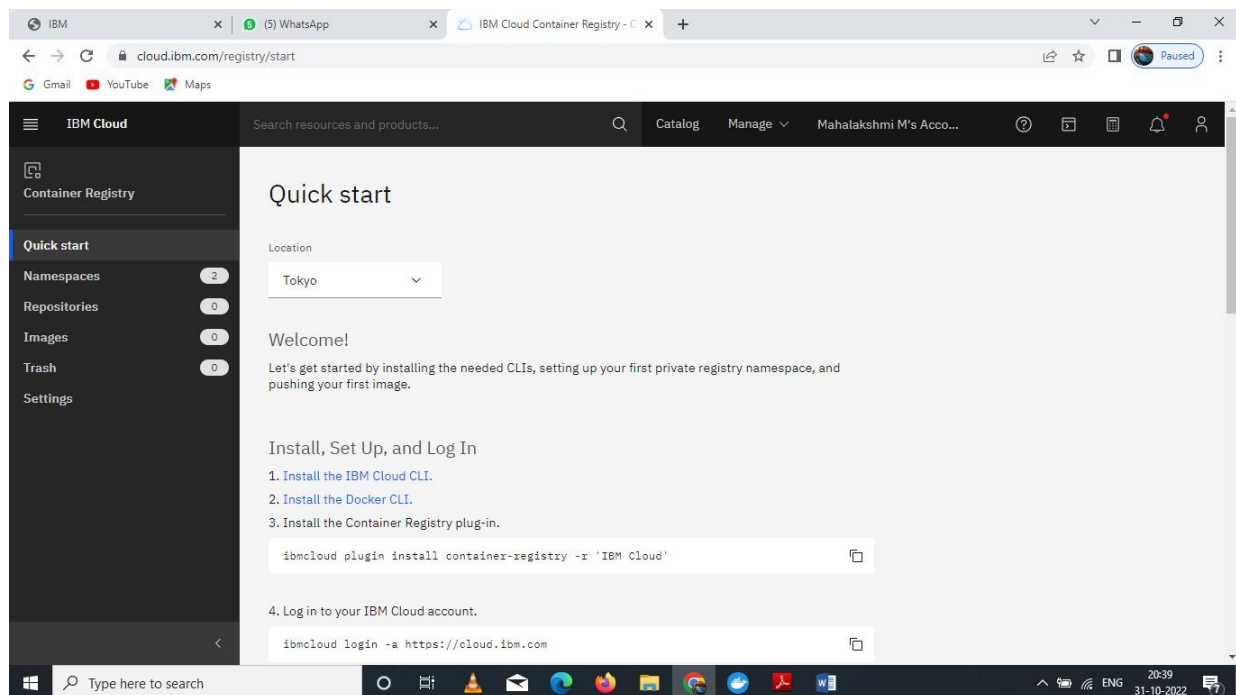 IBM
(5) WhatsApp
IBM Cloud Container Registry - C
cloud.ibm.com/registry/start
Paused
Gmail YouTube Maps
IBM Cloud
Search resources and products...
Catalog
Manage
Mahalakshmi M's Acco...
Container Registry
Quick start
Namespaces 2
Repositories 0
Images 0
Trash 0
Settings
Quick start
Location
Tokyo
Welcome!
Let's get started by installing the needed CLIs, setting up your first private registry namespace, and
pushing your first image.
Install, Set Up, and Log In
1. Install the IBM Cloud CLI.
2. Install the Docker CLI.
3. Install the Container Registry plug-in.
ibmcloud plugin install container-registry -r 'IBM Cloud'
4. Log in to your IBM Cloud account.
ibmcloud login -a https://cloud.ibm.com
Type here to search
ENG
20:39
31-10-2022